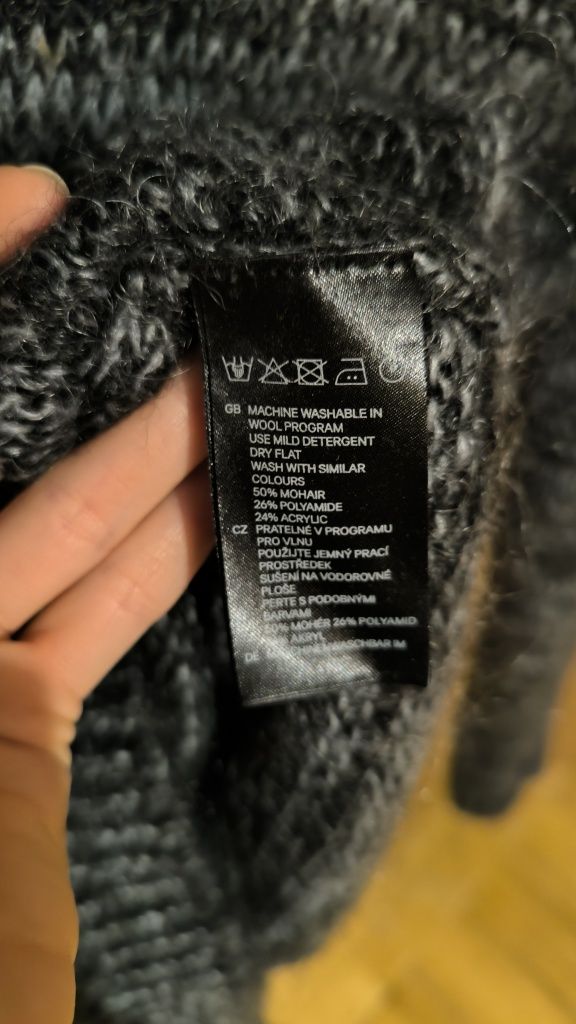 GB MACHINE WASHABLE IN
WOOL PROGRAM
USE MILD DETERGENT
DRY FLAT
WASH WITH SIMILAR
COLOURS
50% MOHAIR
26% POLYAMIDE
24% ACRYLIC
CZ PRATELNÉ V PROGRAMU
PRO VLNU
POUŽIJTE JEMNÝ PRACÍ
PROSTŘEDEK
SUŠENÍ NA VODOROVNÉ
PLOŠE
PERTE S PODOBNÝMI
BARVAMI
MOHÉR 26% POLYAMID
AKRYL
DE IM